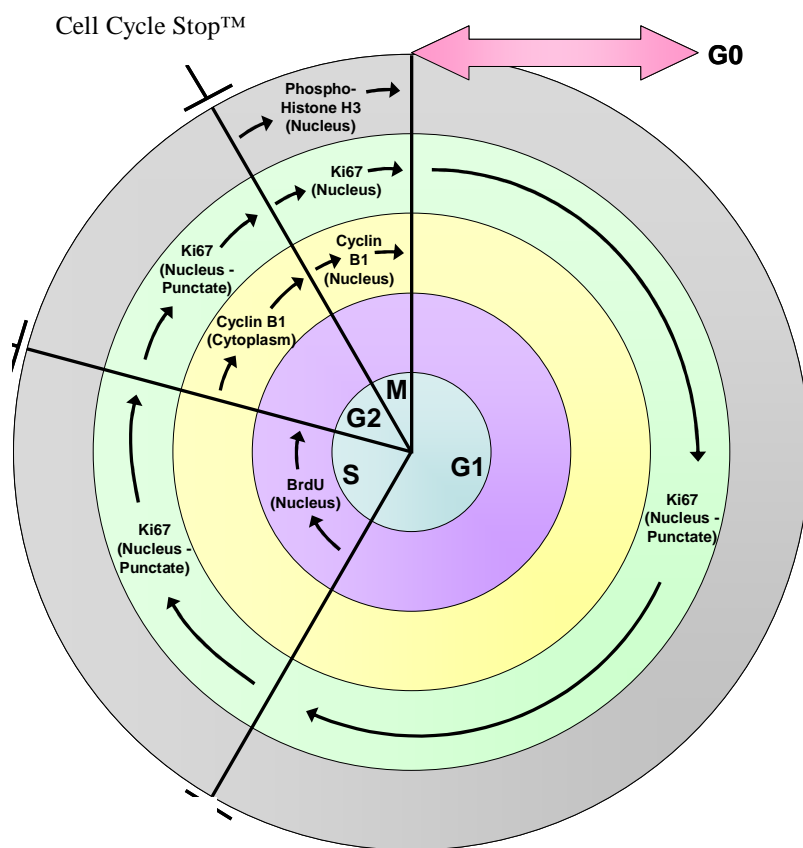 Cell Cycle Stop™
G0
Phospho-
Histone H3
(Nucleus)
Ki67
(Nucleus)
Cyclin
B1
(Nucleus)
Ki67
(Nucleus -
Punctate)
Cyclin B1
(Cytoplasm)
M
G2
S
G1
BrdU
(Nucleus)
Ki67
(Nucleus -
Punctate)
Ki67
(Nucleus -
Punctate)